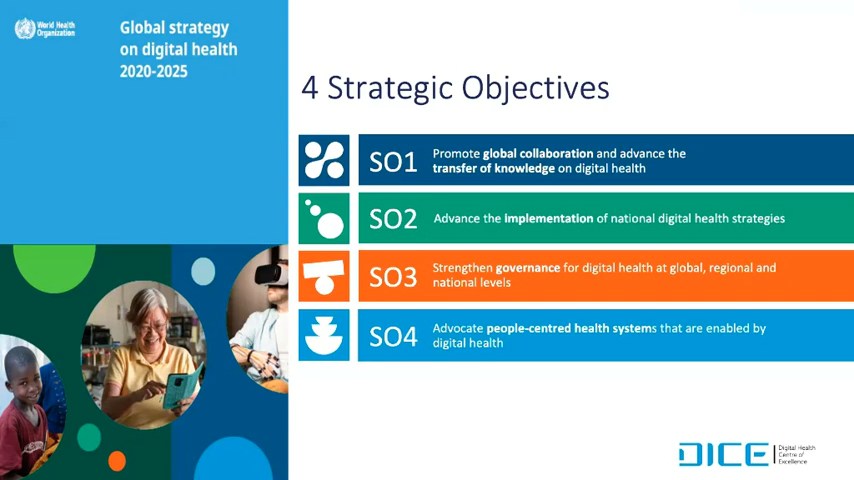 World Health
Organization
Global strategy
on digital health
2020-2025
4 Strategic Objectives
SO1
Promote global collaboration and advance the
transfer of knowledge on digital health
SO2
Advance the implementation of national digital health strategies
SO3
Strengthen governance for digital health at global, regional and
national levels
SO4
Advocate people-centred health systems that are enabled by
digital health
DICE
Digital Health
Centre of
Excellence